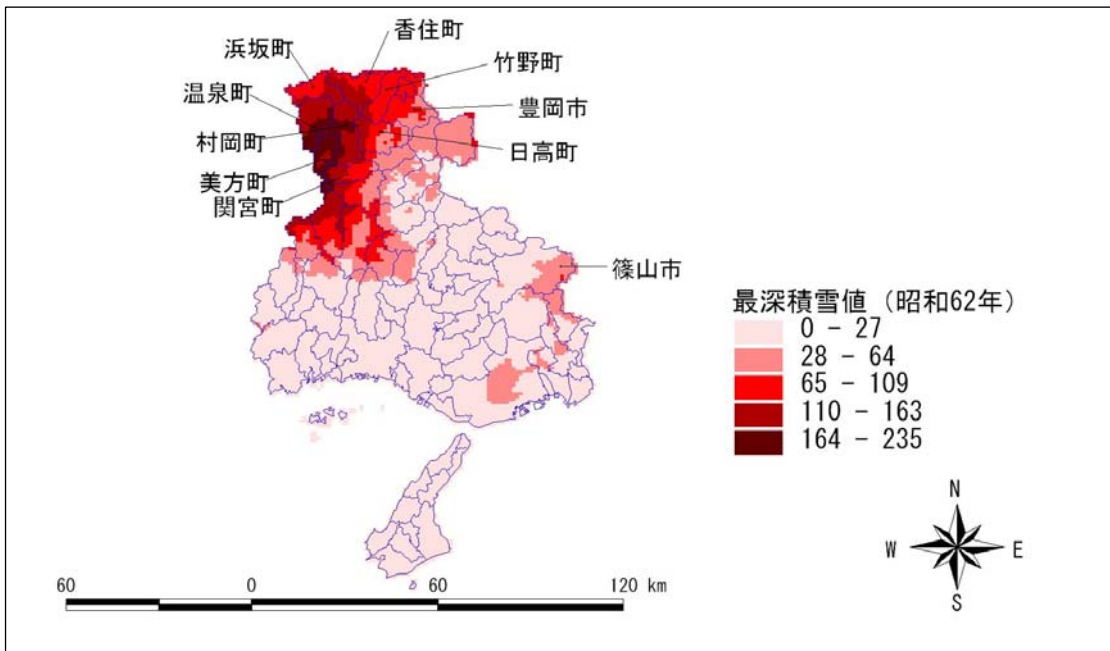 香住町
浜坂町
竹野町
温泉町
豊岡市
村岡町
日高町
美方町
関宮町
篠山市
最深積雪値 (昭和62年)
0 - 27
28 - 64
65 - 109
110 - 163
164 - 235
N
W E
S
60 0 60 120 km